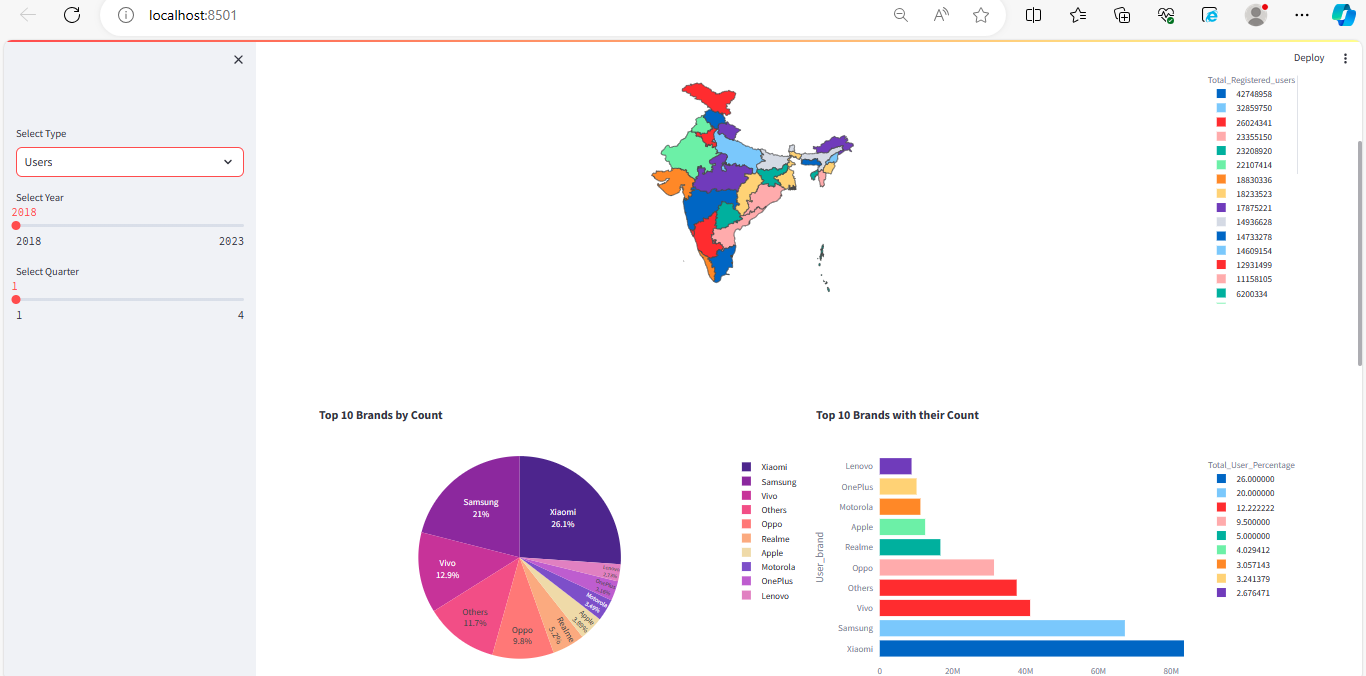 localhost:8501
Deploy
Select Type
Users
Select Year
2018
2018 2023
Select Quarter
1
1 4
Total_Registered_users
42748958
32859750
26024341
23355150
23208920
22107414
18830336
18233523
17875221
14936628
14733278
14609154
12931499
11158105
6200334
Top 10 Brands by Count
Xiaomi
26.1%
Samsung
21%
Vivo
12.9%
Others
11.7%
Oppo
9.8%
Realme
5.2%
Apple
3.89%
Motorola
3.49%
OnePlus
Lenovo
Xiaomi
Samsung
Vivo
Others
Oppo
Realme
Apple
Motorola
OnePlus
Lenovo
Top 10 Brands with their Count
User_brand
Lenovo
OnePlus
Motorola
Apple
Realme
Oppo
Others
Vivo
Samsung
Xiaomi
0 20M 40M 60M 80M
Total_User_Percentage
26.000000
20.000000
12.222222
9.500000
5.000000
4.029412
3.057143
3.241379
2.676471